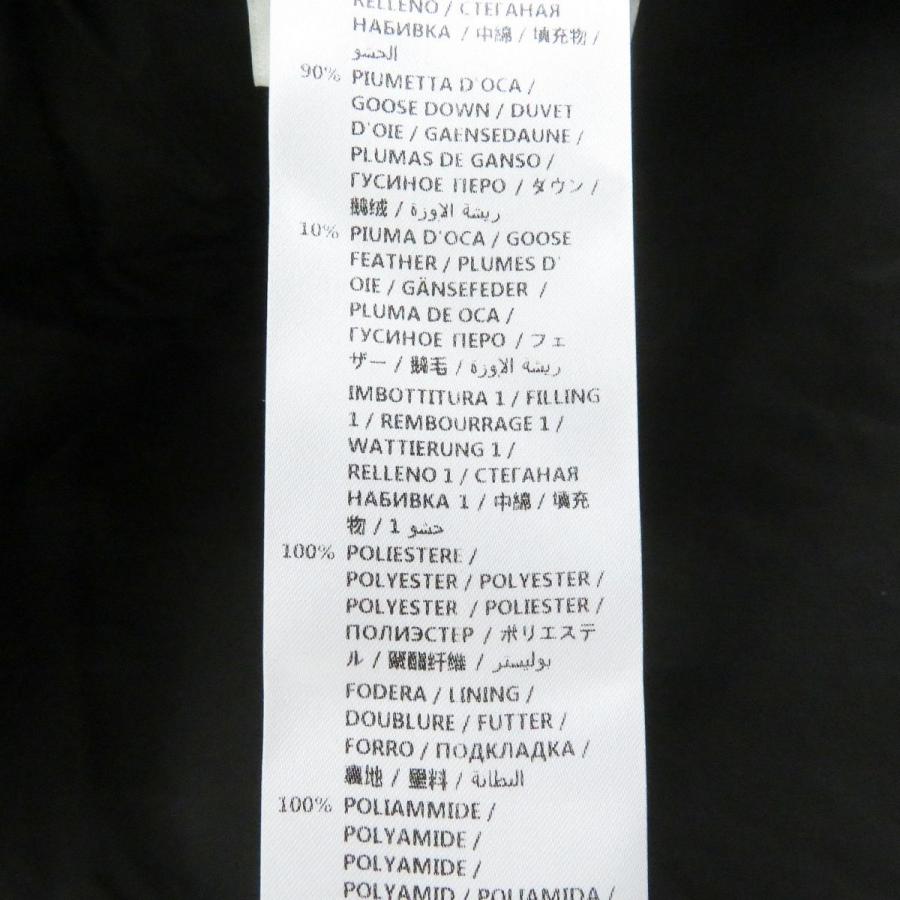 RELLENO / СТЕГАНАЯ
НАБИВКА / 中綿 / 填充物 /
الحشو
90% PIUMETTA D'OCA /
GOOSE DOWN / DUVET
D'OIE / GAENSEDAUNE /
PLUMAS DE GANSO /
ГУСИНОЕ ПЕРО / ダウン /
鵝绒 / ريشة الاوزة
10% PIUMA D'OCA / GOOSE
FEATHER / PLUMES D'
OIE / GÄNSEFEDER /
PLUMA DE OCA /
ГУСИНОЕ ПЕРО / フェ
ザー / 鵝毛 / ريشة الاوزة
IMBOTTITURA 1 / FILLING
1 / REMBOURRAGE 1 /
WATTIERUNG 1 /
RELLENO 1 / СТЕГАНАЯ
НАБИВКА 1 / 中綿 / 填充
物 / حشو 1
100% POLIESTERE /
POLYESTER / POLYESTER /
POLYESTER / POLIESTER /
ПОЛИЭСТЕР / ポリエステ
ル / 聚酯纤维 / بوليستر
FODERA / LINING /
DOUBLURE / FUTTER /
FORRO / ПОДКЛАДКА /
裏地 / 里料 / البطانة
100% POLIAMMIDE /
POLYAMIDE /
POLYAMIDE /
POLYAMID / POLIAMIDA /